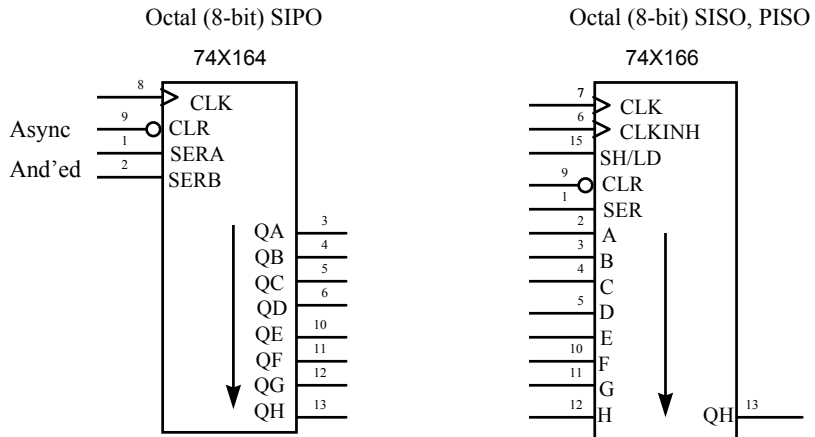 Octal (8-bit) SIPO
74X164
8
CLK
Async
9
CLR
1
SERA
And’ed
2
SERB
QA
3
QB
4
QC
5
QD
6
QE
10
QF
11
QG
12
QH
13
Octal (8-bit) SISO, PISO
74X166
7
CLK
6
CLKINH
15
SH/LD
9
CLR
1
SER
2
A
3
B
4
C
5
D
E
10
F
11
G
12
H
QH
13